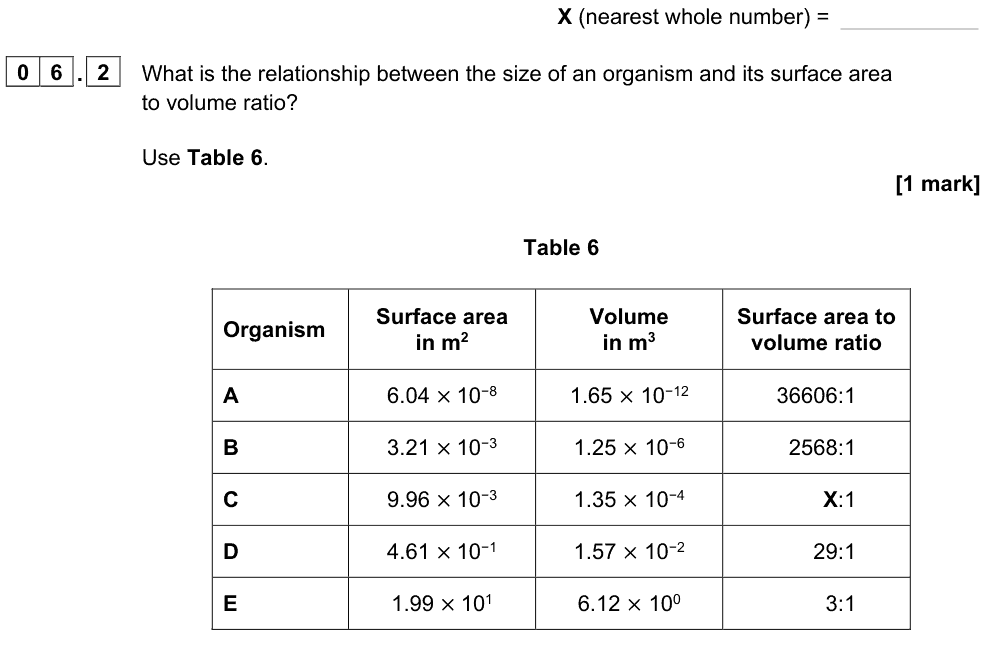 X (nearest whole number) =
0 6 . 2 What is the relationship between the size of an organism and its surface area
to volume ratio?
Use Table 6.
[1 mark]
Table 6
Organism Surface area in m² Volume in m³ Surface area to volume ratio
A 6.04 × 10⁻⁸ 1.65 × 10⁻¹² 36606:1
B 3.21 × 10⁻³ 1.25 × 10⁻⁶ 2568:1
C 9.96 × 10⁻³ 1.35 × 10⁻⁴ X:1
D 4.61 × 10⁻¹ 1.57 × 10⁻² 29:1
E 1.99 × 10¹ 6.12 × 10⁰ 3:1